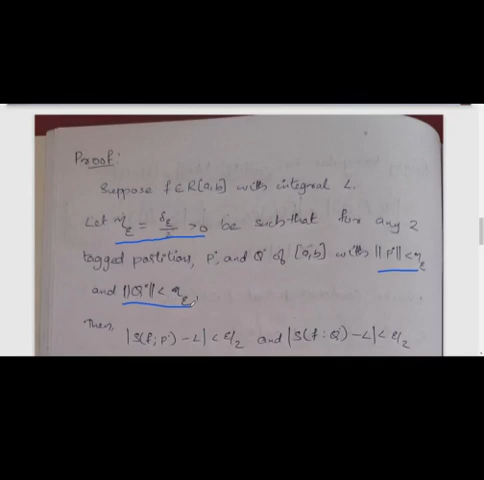 Proof:
Suppose f ∈ R[a,b] with integral L.
Let η_ε = δ_ε/2 > 0 be such that for any 2
tagged partitions, Ṗ and Q̇ of [a,b] with ||Ṗ|| < η_ε
and ||Q̇|| < η_ε.
Then,
|S(f; Ṗ) - L| < ε/2 and |S(f : Q̇) - L| < ε/2